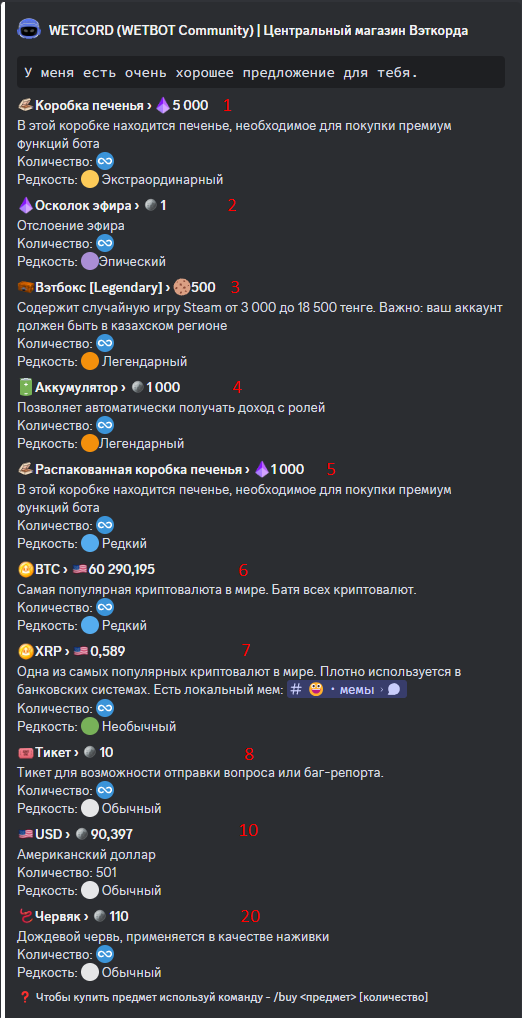 WETCORD (WETBOT Community) | Центральный магазин Вэткорда
У меня есть очень хорошее предложение для тебя.
Коробка печенья › 5 000 1
В этой коробке находится печенье, необходимое для покупки премиум
функций бота
Количество: ♾️
Редкость: Экстраординарный
Осколок эфира › 1 2
Отслоение эфира
Количество: ♾️
Редкость: Эпический
Вэтбокс [Legendary] › 500 3
Содержит случайную игру Steam от 3 000 до 18 500 тенге. Важно: ваш аккаунт
должен быть в казахском регионе
Количество: ♾️
Редкость: Легендарный
Аккумулятор › 1 000 4
Позволяет автоматически получать доход с ролей
Количество: ♾️
Редкость: Легендарный
Распакованная коробка печенья › 1 000 5
В этой коробке находится печенье, необходимое для покупки премиум
функций бота
Количество: ♾️
Редкость: Редкий
BTC › 60 290,195 6
Самая популярная криптовалюта в мире. Батя всех криптовалют.
Количество: ♾️
Редкость: Редкий
XRP › 0,589 7
Одна из самых популярных криптовалют в мире. Плотно используется в
банковских системах. Есть локальный мем: # 😀 • мемы ›
Количество: ♾️
Редкость: Необычный
Тикет › 10 8
Тикет для возможности отправки вопроса или баг-репорта.
Количество: ♾️
Редкость: Обычный
USD › 90,397 10
Американский доллар
Количество: 501
Редкость: Обычный
Червяк › 110 20
Дождевой червь, применяется в качестве наживки
Количество: ♾️
Редкость: Обычный
❓ Чтобы купить предмет используй команду - /buy <предмет> [количество]